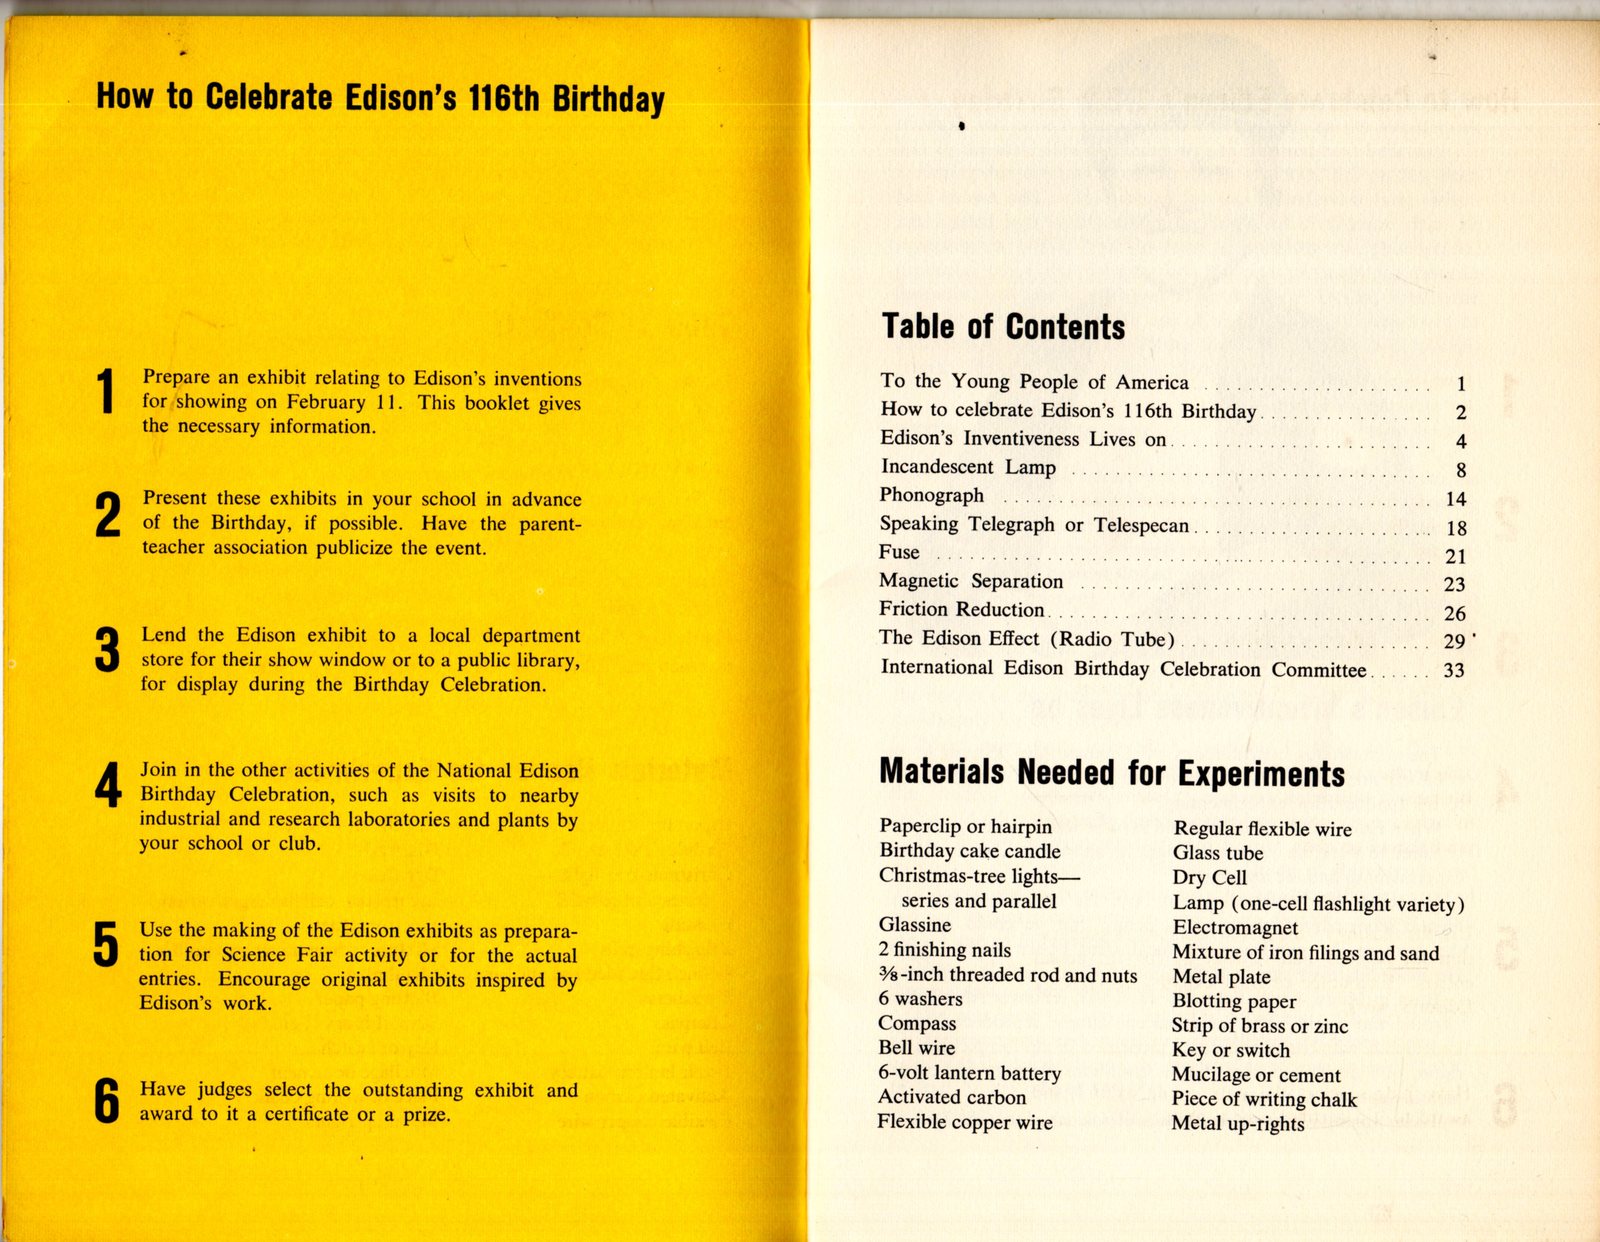 How to Celebrate Edison's 116th Birthday
1 Prepare an exhibit relating to Edison's inventions
for showing on February 11. This booklet gives
the necessary information.
2 Present these exhibits in your school in advance
of the Birthday, if possible. Have the parent-
teacher association publicize the event.
3 Lend the Edison exhibit to a local department
store for their show window or to a public library,
for display during the Birthday Celebration.
4 Join in the other activities of the National Edison
Birthday Celebration, such as visits to nearby
industrial and research laboratories and plants by
your school or club.
5 Use the making of the Edison exhibits as prepara-
tion for Science Fair activity or for the actual
entries. Encourage original exhibits inspired by
Edison's work.
6 Have judges select the outstanding exhibit and
award to it a certificate or a prize.
Table of Contents
To the Young People of America 1
How to celebrate Edison's 116th Birthday 2
Edison's Inventiveness Lives on 4
Incandescent Lamp 8
Phonograph 14
Speaking Telegraph or Telespecan 18
Fuse 21
Magnetic Separation 23
Friction Reduction 26
The Edison Effect (Radio Tube) 29
International Edison Birthday Celebration Committee 33
Materials Needed for Experiments
Paperclip or hairpin
Birthday cake candle
Christmas-tree lights—
series and parallel
Glassine
2 finishing nails
⅜-inch threaded rod and nuts
6 washers
Compass
Bell wire
6-volt lantern battery
Activated carbon
Flexible copper wire
Regular flexible wire
Glass tube
Dry Cell
Lamp (one-cell flashlight variety)
Electromagnet
Mixture of iron filings and sand
Metal plate
Blotting paper
Strip of brass or zinc
Key or switch
Mucilage or cement
Piece of writing chalk
Metal up-rights